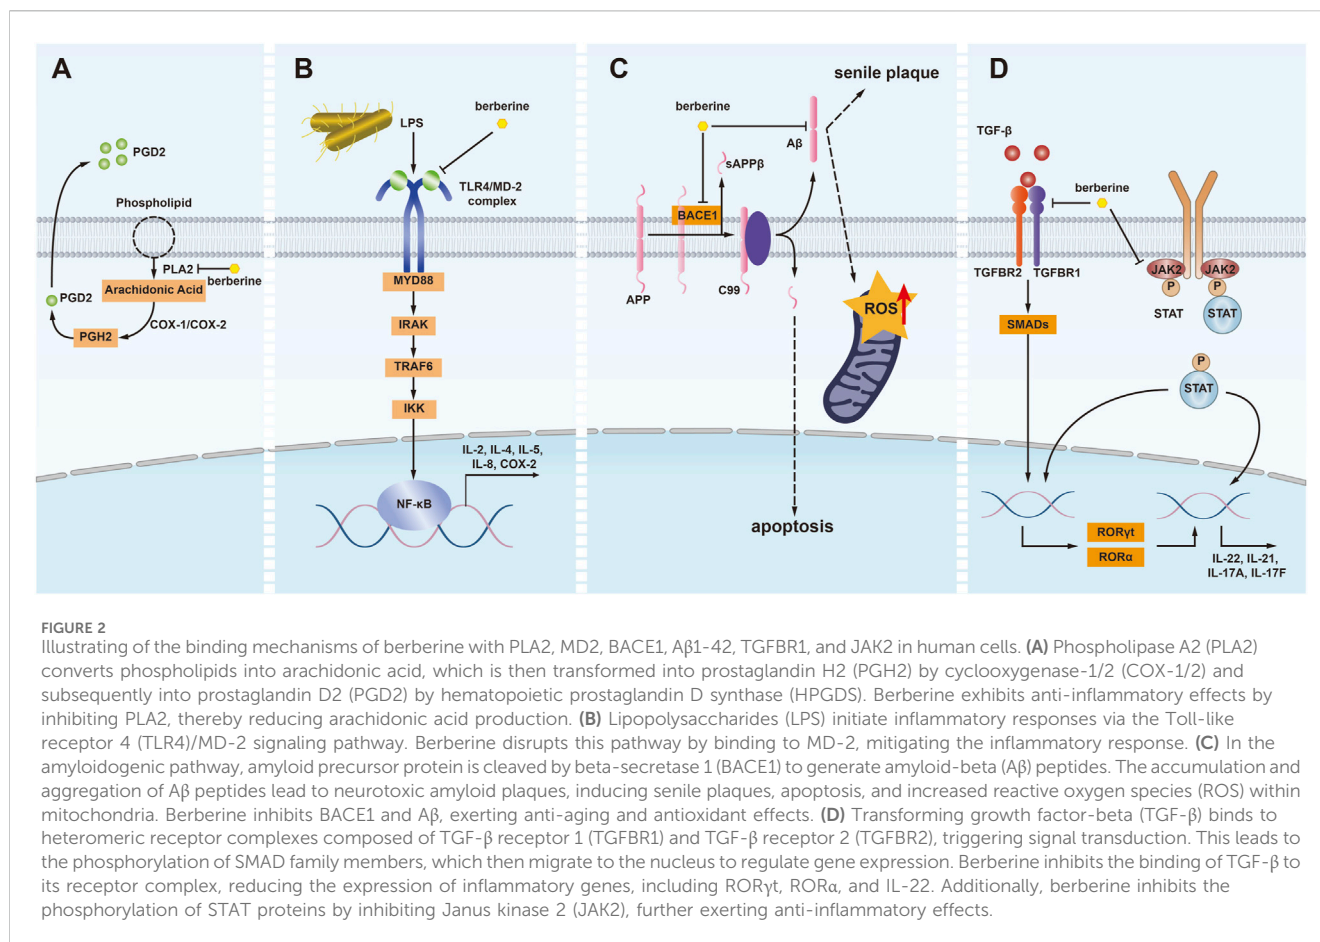 A
PGD2
Phospholipid
PLA2
berberine
Arachidonic Acid
PGD2
COX-1/COX-2
PGH2
B
berberine
LPS
TLR4/MD-2
complex
MYD88
IRAK
TRAF6
IKK
IL-2, IL-4, IL-5,
IL-8, COX-2
NF-κB
C
senile plaque
berberine
Aβ
sAPPβ
BACE1
APP
C99
ROS
apoptosis
D
TGF-β
berberine
TGFBR2
TGFBR1
JAK2
JAK2
P
P
STAT
STAT
SMADs
P
STAT
RORγt
RORα
IL-22, IL-21,
IL-17A, IL-17F
FIGURE 2
Illustrating of the binding mechanisms of berberine with PLA2, MD2, BACE1, Aβ1-42, TGFBR1, and JAK2 in human cells. (A) Phospholipase A2 (PLA2)
converts phospholipids into arachidonic acid, which is then transformed into prostaglandin H2 (PGH2) by cyclooxygenase-1/2 (COX-1/2) and
subsequently into prostaglandin D2 (PGD2) by hematopoietic prostaglandin D synthase (HPGDS). Berberine exhibits anti-inflammatory effects by
inhibiting PLA2, thereby reducing arachidonic acid production. (B) Lipopolysaccharides (LPS) initiate inflammatory responses via the Toll-like
receptor 4 (TLR4)/MD-2 signaling pathway. Berberine disrupts this pathway by binding to MD-2, mitigating the inflammatory response. (C) In the
amyloidogenic pathway, amyloid precursor protein is cleaved by beta-secretase 1 (BACE1) to generate amyloid-beta (Aβ) peptides. The accumulation and
aggregation of Aβ peptides lead to neurotoxic amyloid plaques, inducing senile plaques, apoptosis, and increased reactive oxygen species (ROS) within
mitochondria. Berberine inhibits BACE1 and Aβ, exerting anti-aging and antioxidant effects. (D) Transforming growth factor-beta (TGF-β) binds to
heteromeric receptor complexes composed of TGF-β receptor 1 (TGFBR1) and TGF-β receptor 2 (TGFBR2), triggering signal transduction. This leads to
the phosphorylation of SMAD family members, which then migrate to the nucleus to regulate gene expression. Berberine inhibits the binding of TGF-β to
its receptor complex, reducing the expression of inflammatory genes, including RORγt, RORα, and IL-22. Additionally, berberine inhibits the
phosphorylation of STAT proteins by inhibiting Janus kinase 2 (JAK2), further exerting anti-inflammatory effects.